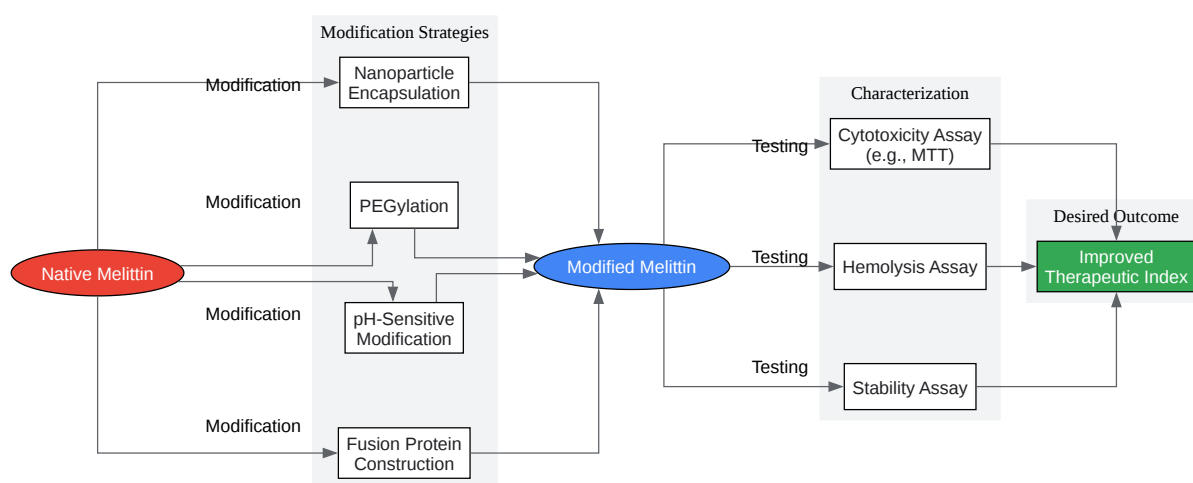 Modification Strategies
Modification
Nanoparticle
Encapsulation
Modification
PEGylation
Native Melittin
Modification
pH-Sensitive
Modification
Modification
Fusion Protein
Construction
Modified Melittin
Characterization
Testing
Cytotoxicity Assay
(e.g., MTT)
Testing
Hemolysis Assay
Testing
Stability Assay
Desired Outcome
Improved
Therapeutic Index